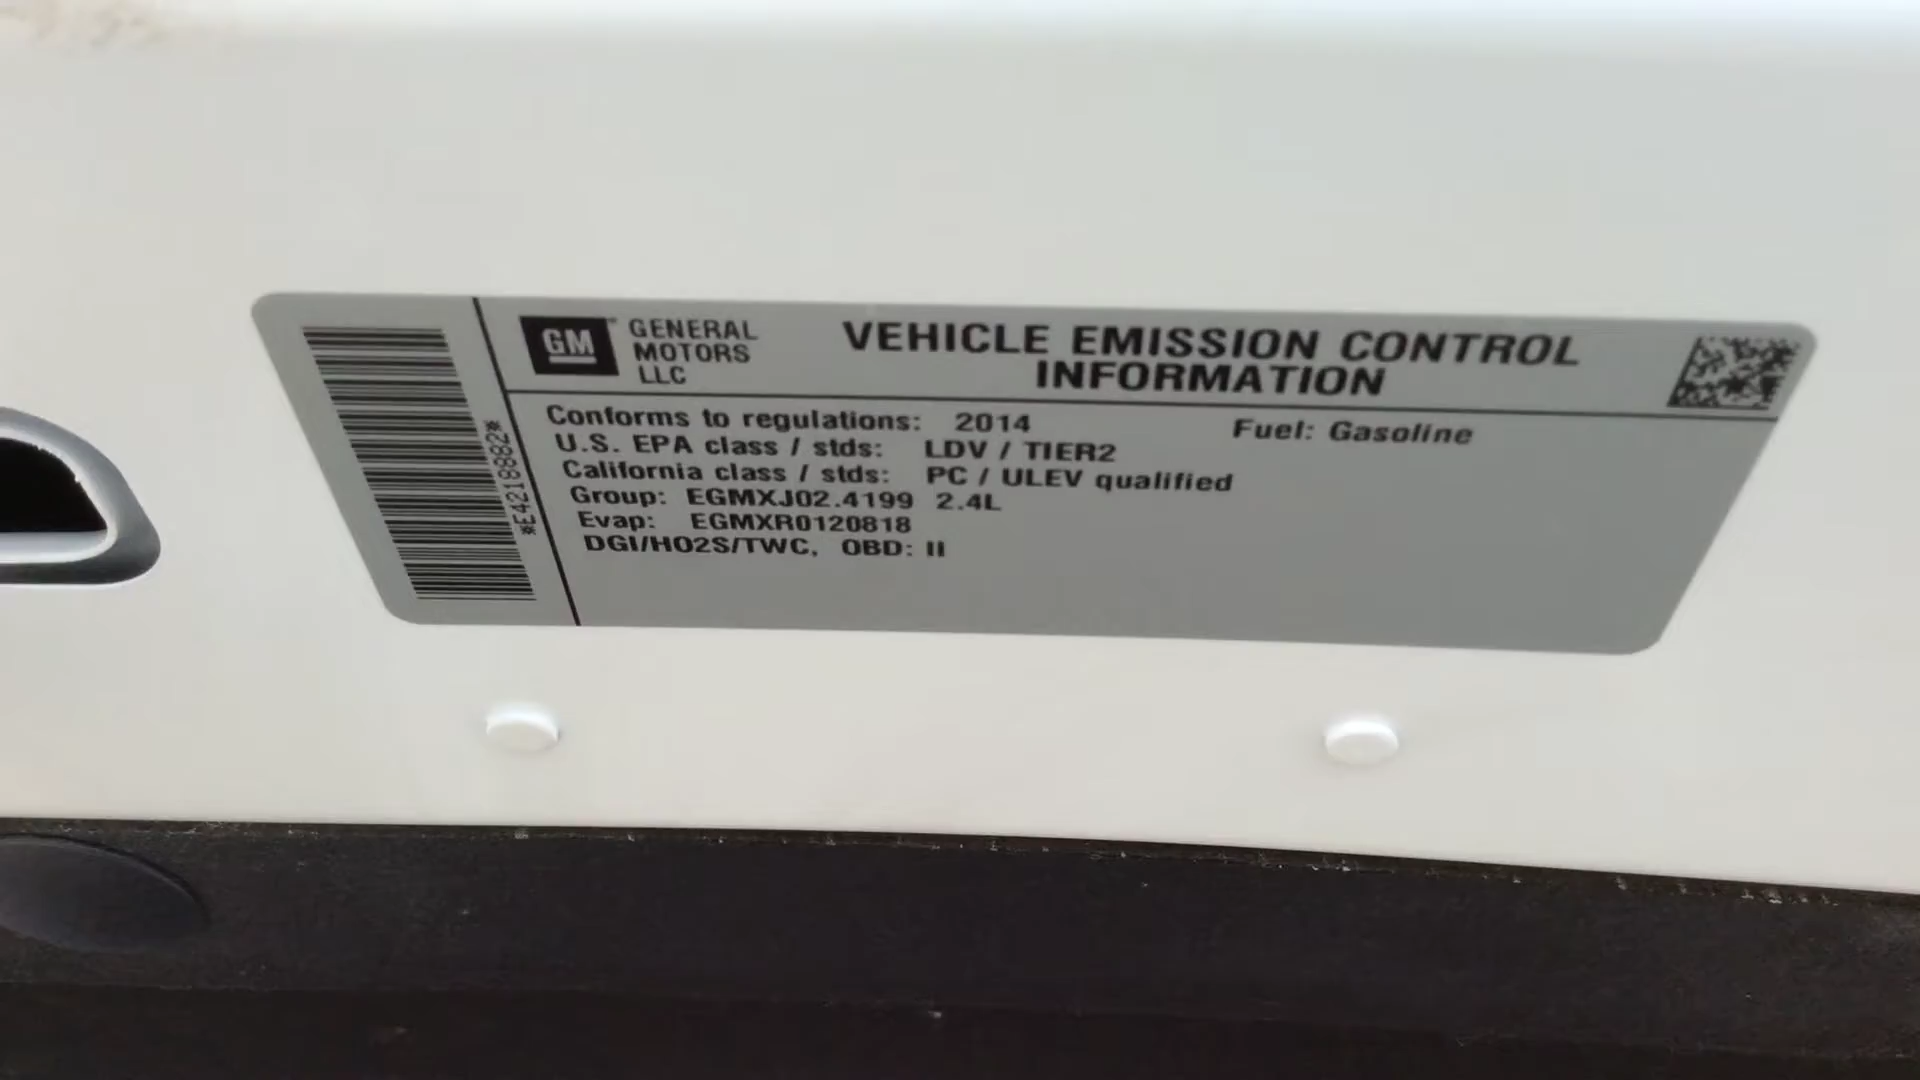 GM GENERAL MOTORS LLC
VEHICLE EMISSION CONTROL
INFORMATION
*E4218882*
Conforms to regulations: 2014 Fuel: Gasoline
U.S. EPA class / stds: LDV / TIER2
California class / stds: PC / ULEV qualified
Group: EGMXJ02.4199 2.4L
Evap: EGMXR0120818
DGI/HO2S/TWC, OBD: II